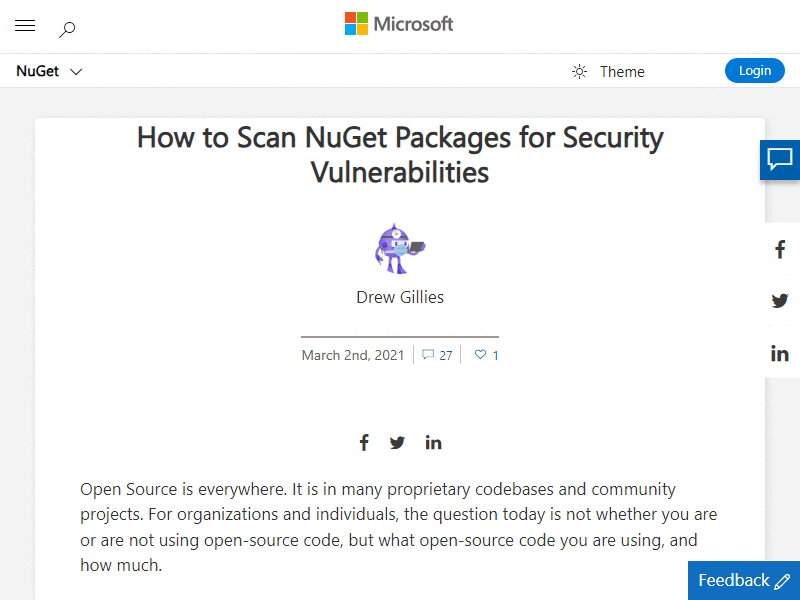 Microsoft
NuGet
Theme
Login
How to Scan NuGet Packages for Security
Vulnerabilities
Drew Gillies
March 2nd, 2021
27
1
Open Source is everywhere. It is in many proprietary codebases and community
projects. For organizations and individuals, the question today is not whether you are
or are not using open-source code, but what open-source code you are using, and
how much.
Feedback